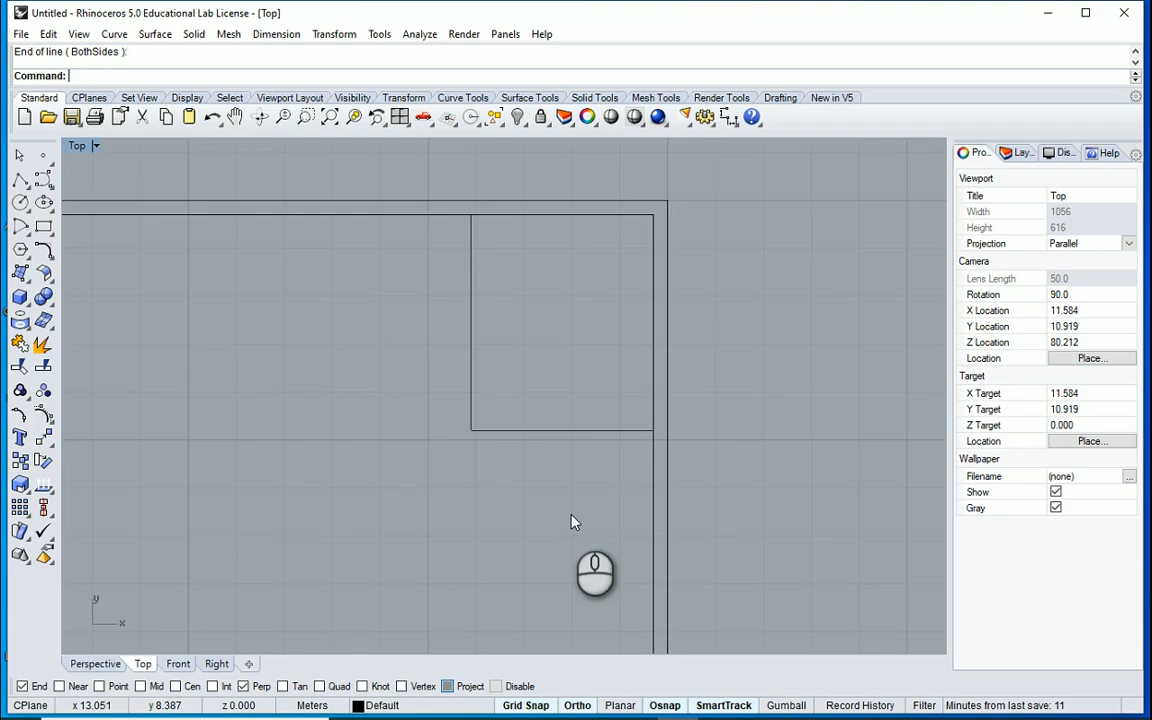 Untitled - Rhinoceros 5.0 Educational Lab License - [Top]
File Edit View Curve Surface Solid Mesh Dimension Transform Tools Analyze Render Panels Help
End of line ( BothSides ):
Command:
Standard CPlanes Set View Display Select Viewport Layout Visibility Transform Curve Tools Surface Tools Solid Tools Mesh Tools Render Tools Drafting New in V5
Top
Pro... Lay... Dis... Help
Viewport
Title Top
Width 1056
Height 616
Projection Parallel
Camera
Lens Length 50.0
Rotation 90.0
X Location 11.584
Y Location 10.919
Z Location 80.212
Location Place...
Target
X Target 11.584
Y Target 10.919
Z Target 0.000
Location Place...
Wallpaper
Filename (none) ...
Show
Gray
y
x
Perspective Top Front Right
End Near Point Mid Cen Int Perp Tan Quad Knot Vertex Project Disable
CPlane x 13.051 y 8.387 z 0.000 Meters Default Grid Snap Ortho Planar Osnap SmartTrack Gumball Record History Filter Minutes from last save: 11